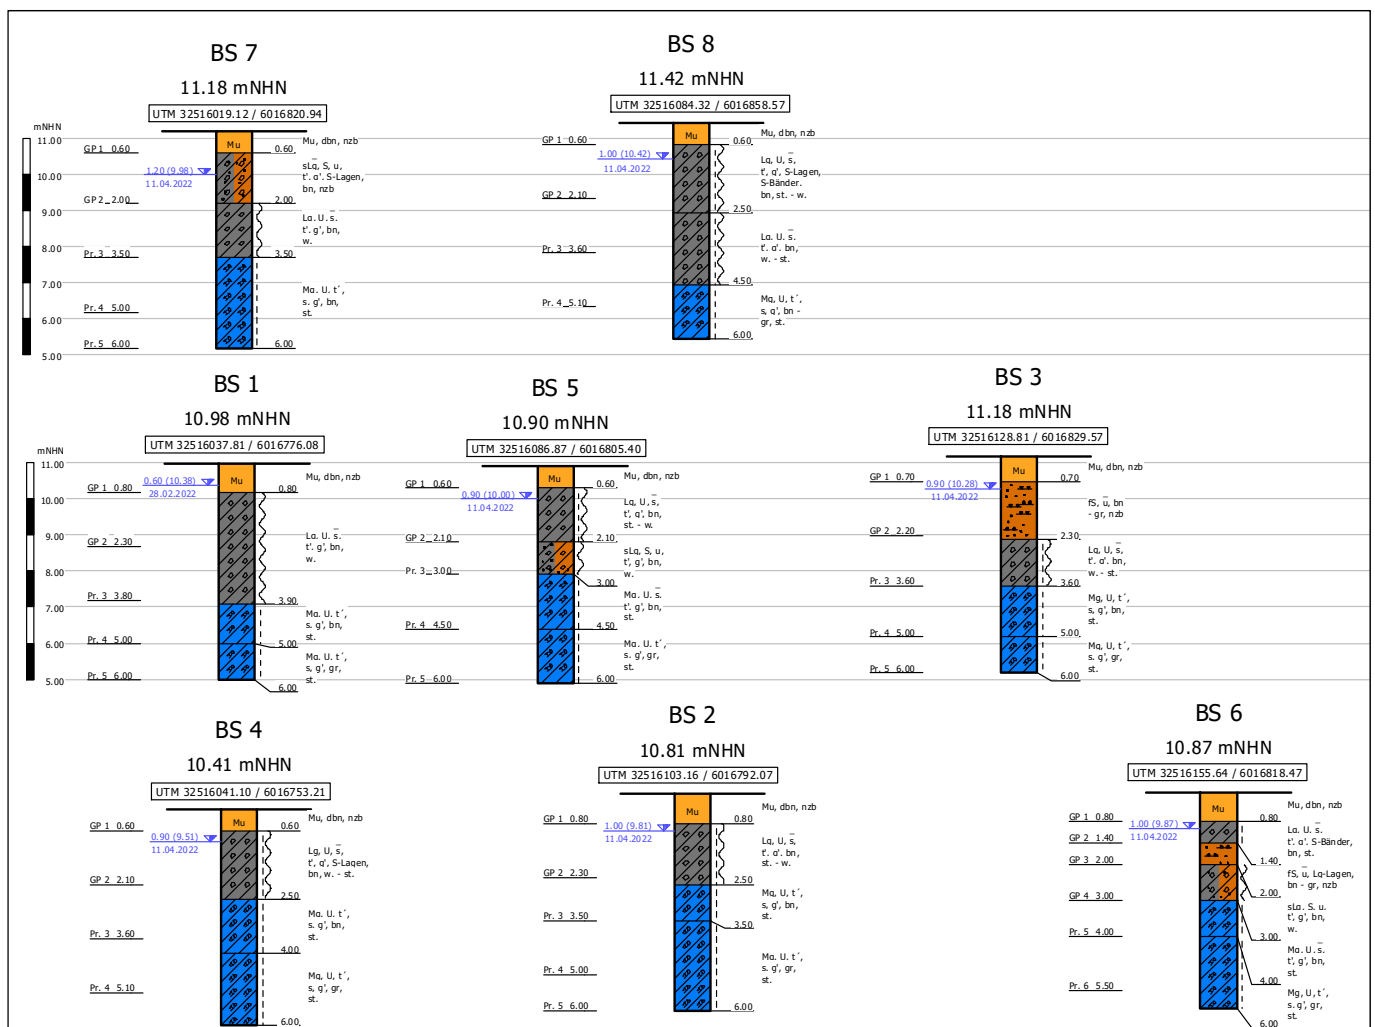 BS 7
11.18 mNHN
UTM 32516019.12 / 6016820.94
mNHN
11.00
10.00
9.00
8.00
7.00
6.00
5.00
GP 1 0.60
1.20 (9.98)
11.04.2022
GP 2 2.00
Pr. 3 3.50
Pr. 4 5.00
Pr. 5 6.00
Mu
0.60
2.00
3.50
6.00
Mu, dbn, nzb
sLg, S, u,
t'. g'. S-Lagen,
bn, nzb
Lg. U. s̅.
t'. g', bn,
w.
Mg. U. t´,
s. g', bn,
st.
BS 8
11.42 mNHN
UTM 32516084.32 / 6016858.57
GP 1 0.60
1.00 (10.42)
11.04.2022
GP 2 2.10
Pr. 3 3.60
Pr. 4 5.10
0.60
2.50
4.50
6.00
Mu
Mu, dbn, nzb
Lg, U, s̅,
t', g', S-Lagen,
S-Bänder.
bn, st. - w.
Lg. U. s̅.
t'. g'. bn,
w. - st.
Mg, U, t´,
s, g', bn -
gr, st.
BS 1
10.98 mNHN
UTM 32516037.81 / 6016776.08
mNHN
11.00
10.00
9.00
8.00
7.00
6.00
5.00
0.60 (10.38)
GP 1 0.80
28.02.2022
GP 2 2.30
Pr. 3 3.80
Pr. 4 5.00
Pr. 5 6.00
Mu
0.80
3.90
5.00
6.00
Mu, dbn, nzb
Lg. U. s̅.
t'. g', bn,
w.
Mg. U. t´,
s. g', bn,
st.
Mg. U. t´,
s, g', gr,
st.
BS 5
10.90 mNHN
UTM 32516086.87 / 6016805.40
GP 1 0.60
0.90 (10.00)
11.04.2022
GP 2 2.10
Pr. 3 3.00
Pr. 4 4.50
Pr. 5 6.00
Mu
0.60
2.10
3.00
4.50
6.00
Mu, dbn, nzb
Lg, U, s̅,
t', g', bn,
st. - w.
sLg, S, u,
t', g', bn,
w.
Mg. U. s̅.
t'. g', bn,
st.
Mg. U. t´,
s. g', gr,
st.
BS 3
11.18 mNHN
UTM 32516128.81 / 6016829.57
GP 1 0.70
0.90 (10.28)
11.04.2022
GP 2 2.20
Pr. 3 3.60
Pr. 4 5.00
Pr. 5 6.00
Mu
0.70
2.30
3.60
5.00
6.00
Mu, dbn, nzb
fS, u̅, bn
- gr, nzb
Lg, U, s̅,
t'. g'. bn,
w. - st.
Mg, U, t´,
s, g', bn,
st.
Mg, U, t´,
s. g', gr,
st.
BS 4
10.41 mNHN
UTM 32516041.10 / 6016753.21
GP 1 0.60
0.90 (9.51)
11.04.2022
GP 2 2.10
Pr. 3 3.60
Pr. 4 5.10
Mu
0.60
2.50
4.00
6.00
Mu, dbn, nzb
Lg, U, s̅,
t', g', S-Lagen,
bn, w. - st.
Mg. U. t´,
s. g', bn,
st.
Mg, U, t´,
s, g', gr,
st.
BS 2
10.81 mNHN
UTM 32516103.16 / 6016792.07
GP 1 0.80
1.00 (9.81)
11.04.2022
GP 2 2.30
Pr. 3 3.50
Pr. 4 5.00
Pr. 5 6.00
Mu
0.80
2.50
3.50
6.00
Mu, dbn, nzb
Lg, U, s̅,
t'. g'. bn,
st. - w.
Mg, U, t´,
s, g', bn,
st.
Mg. U. t´,
s. g', gr,
st.
BS 6
10.87 mNHN
UTM 32516155.64 / 6016818.47
GP 1 0.80
1.00 (9.87)
GP 2 1.40
11.04.2022
GP 3 2.00
GP 4 3.00
Pr. 5 4.00
Pr. 6 5.50
Mu
0.80
1.40
2.00
3.00
4.00
6.00
Mu, dbn, nzb
Lg. U. s̅.
t'. g'. S-Bänder,
bn, st.
fS, u̅, Lg-Lagen,
bn - gr, nzb
sLg. S. u.
t', g', bn,
w.
Mg. U. s̅.
t', g', bn,
st.
Mg, U, t´,
s. g', gr,
st.